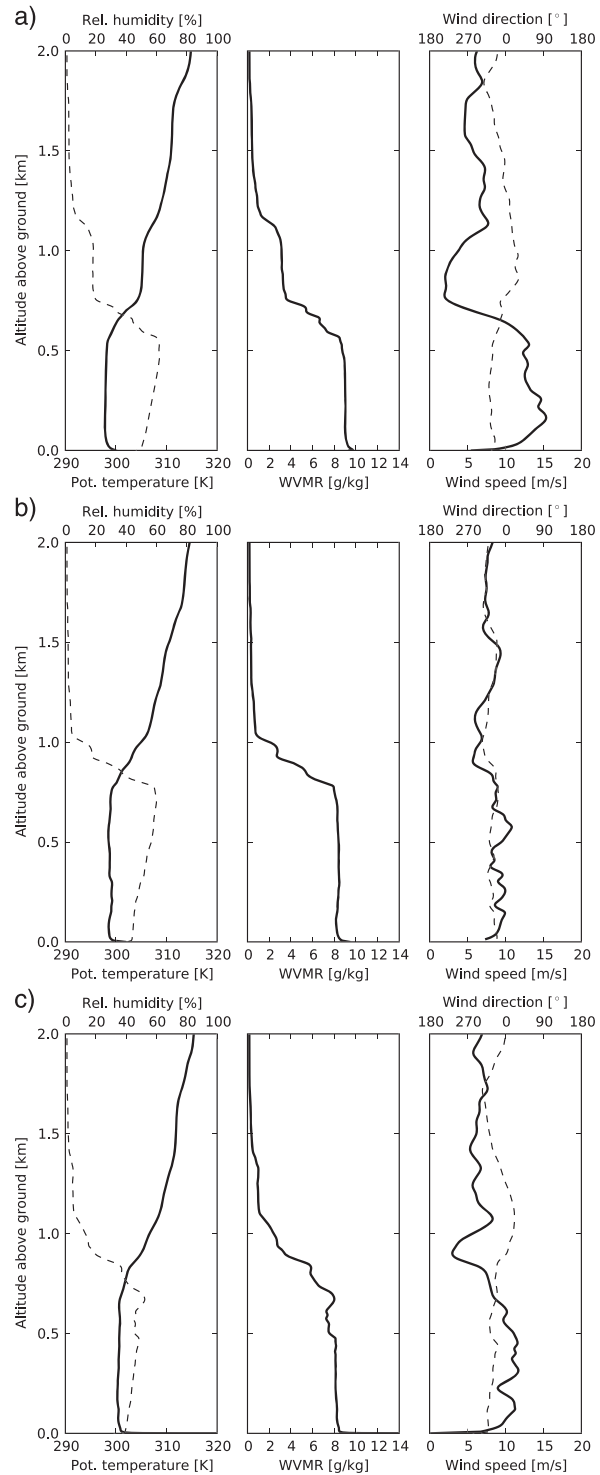 a)
Rel. humidity [%]
Wind direction [°]
0 20 40 60 80 100
180 270 0 90 180
2.0
1.5
1.0
0.5
0.0
Altitude above ground [km]
290 300 310 320
0 2 4 6 8 10 12 14
0 5 10 15 20
Pot. temperature [K]
WVMR [g/kg]
Wind speed [m/s]
b)
Rel. humidity [%]
Wind direction [°]
0 20 40 60 80 100
180 270 0 90 180
2.0
1.5
1.0
0.5
0.0
Altitude above ground [km]
290 300 310 320
0 2 4 6 8 10 12 14
0 5 10 15 20
Pot. temperature [K]
WVMR [g/kg]
Wind speed [m/s]
c)
Rel. humidity [%]
Wind direction [°]
0 20 40 60 80 100
180 270 0 90 180
2.0
1.5
1.0
0.5
0.0
Altitude above ground [km]
290 300 310 320
0 2 4 6 8 10 12 14
0 5 10 15 20
Pot. temperature [K]
WVMR [g/kg]
Wind speed [m/s]